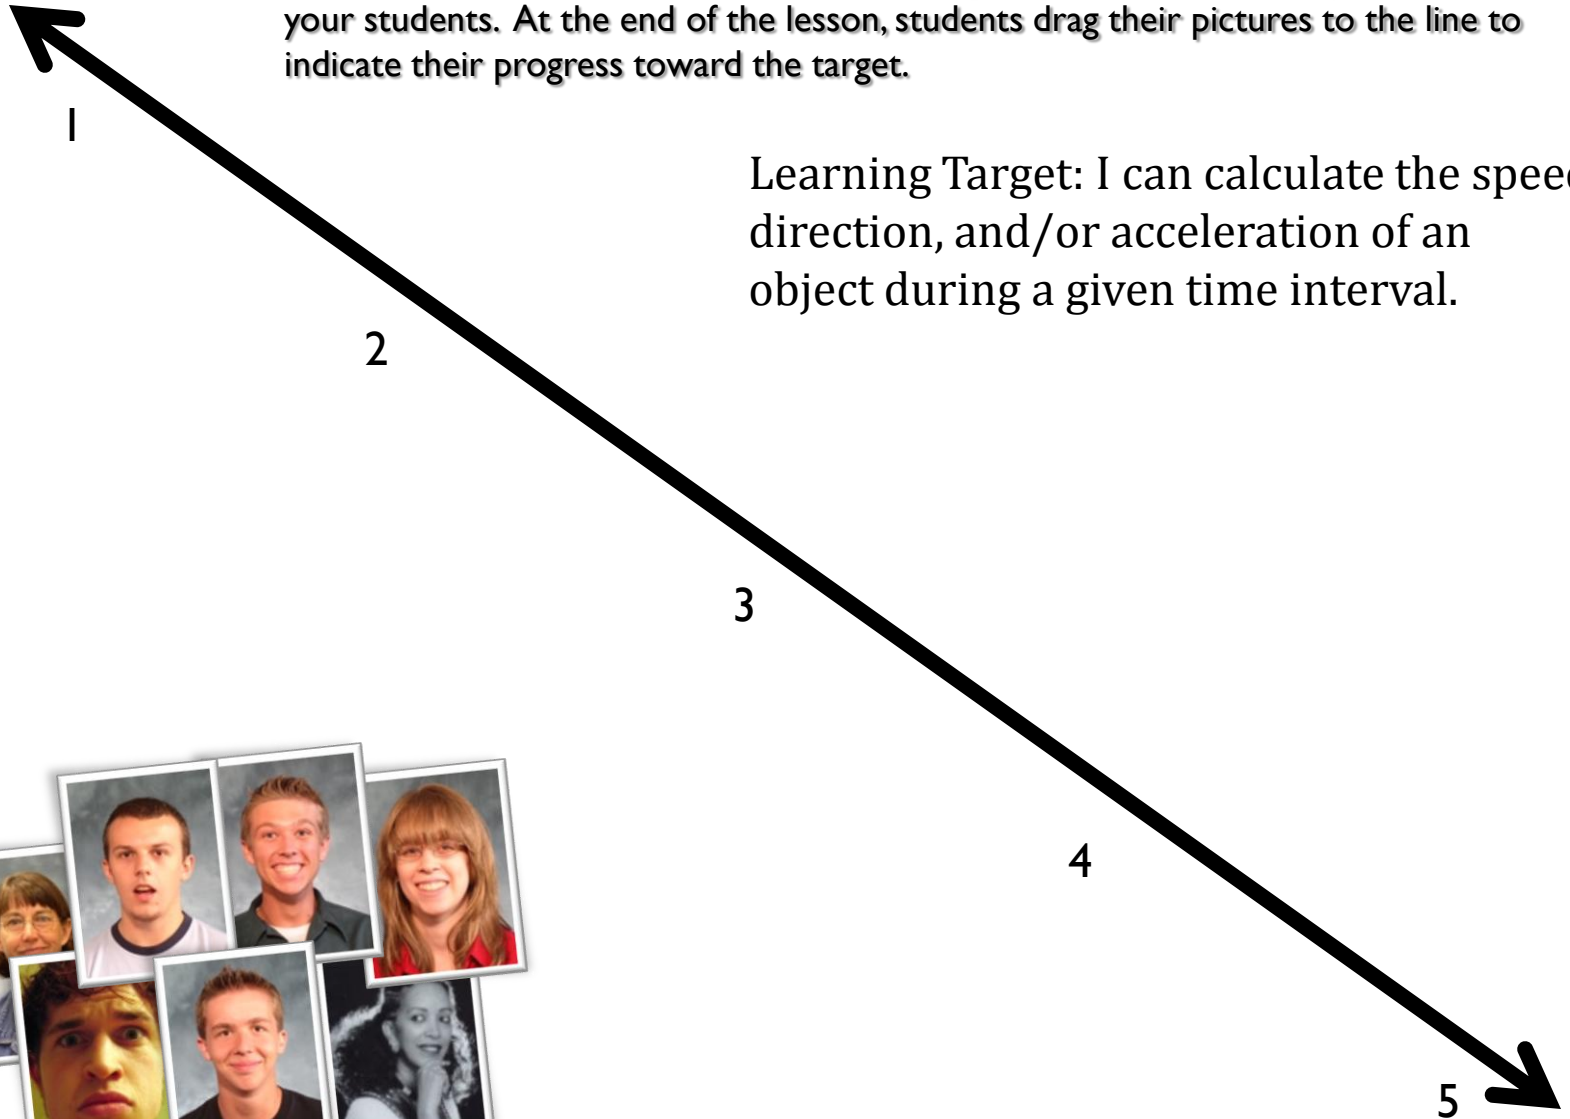 your students. At the end of the lesson, students drag their pictures to the line to
indicate their progress toward the target.
1
Learning Target: I can calculate the spee
direction, and/or acceleration of an
object during a given time interval.
2
3
4
5